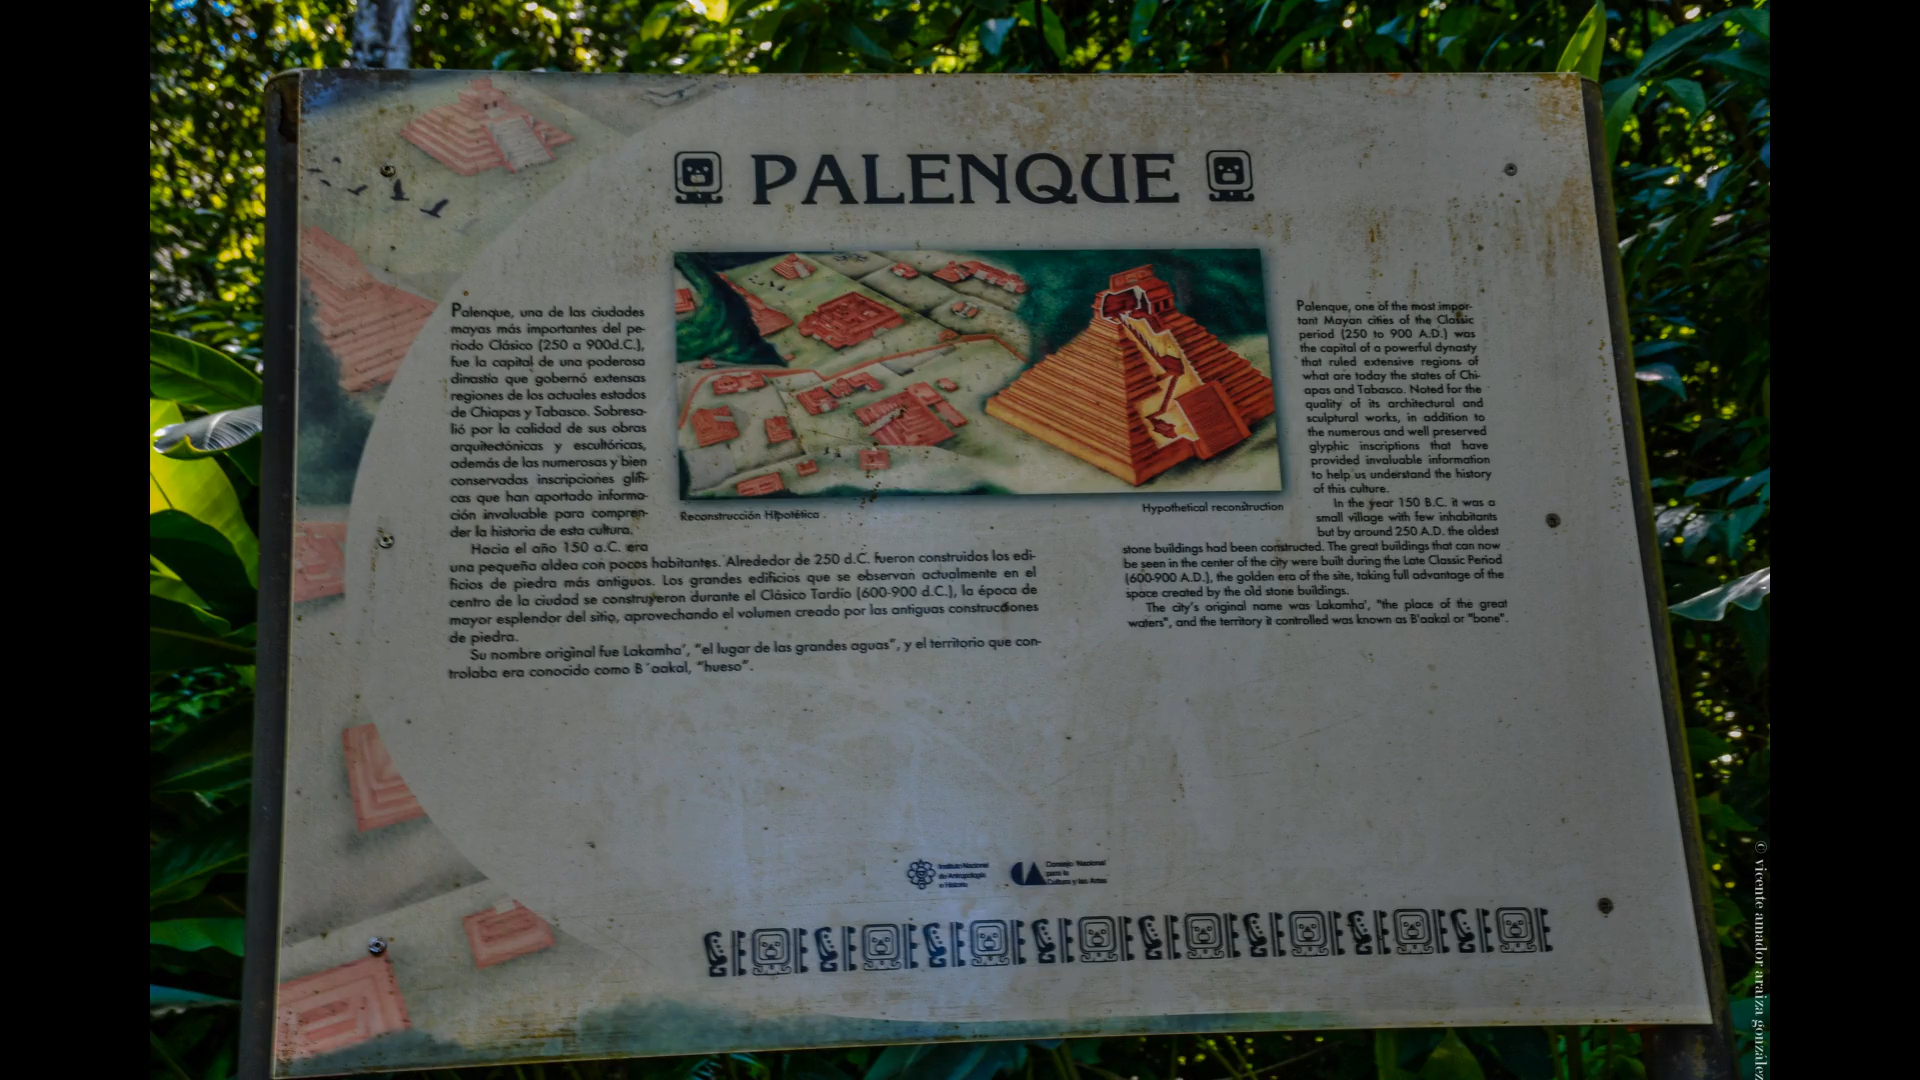 PALENQUE
Palenque, una de las ciudades
mayas más importantes del pe-
riodo Clásico (250 a 900d.C.),
fue la capital de una poderosa
dinastía que gobernó extensas
regiones de los actuales estados
de Chiapas y Tabasco. Sobresa-
lió por la calidad de sus obras
arquitectónicas y escultóricas,
además de las numerosas y bien
conservadas inscripciones glífi-
cas que han aportado informa-
ción invaluable para compren-
der la historia de esta cultura.
Hacia el año 150 a.C. era
una pequeña aldea con pocos habitantes. Alrededor de 250 d.C. fueron construidos los edi-
ficios de piedra más antiguos. Los grandes edificios que se observan actualmente en el
centro de la ciudad se construyeron durante el Clásico Tardío (600-900 d.C.), la época de
mayor esplendor del sitio, aprovechando el volumen creado por las antiguas construcciones
de piedra.
Su nombre original fue Lakamha', "el lugar de las grandes aguas", y el territorio que con-
trolaba era conocido como B´aakal, "hueso".
Reconstrucción Hipotética
Hypothetical reconstruction
Palenque, one of the most impor-
tant Mayan cities of the Classic
period (250 to 900 A.D.) was
the capital of a powerful dynasty
that ruled extensive regions of
what are today the states of Chi-
apas and Tabasco. Noted for the
quality of its architectural and
sculptural works, in addition to
the numerous and well preserved
glyphic inscriptions that have
provided invaluable information
to help us understand the history
of this culture.
In the year 150 B.C. it was a
small village with few inhabitants
but by around 250 A.D. the oldest
stone buildings had been constructed. The great buildings that can now
be seen in the center of the city were built during the Late Classic Period
(600-900 A.D.), the golden era of the site, taking full advantage of the
space created by the old stone buildings.
The city's original name was Lakamha', "the place of the great
waters", and the territory it controlled was known as B'aakal or "bone".
Instituto Nacional
de Antropología
e Historia
Consejo Nacional
para la
Cultura y las Artes
© vicente amador araiza gonzález